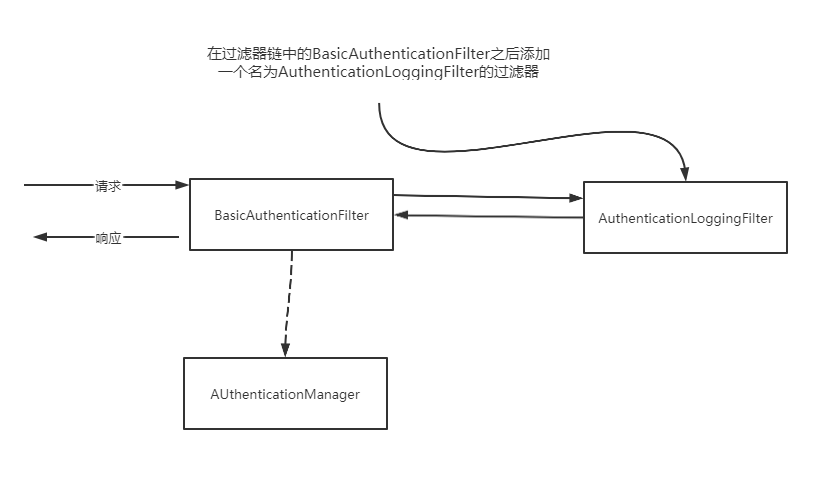 在过滤器链中的BasicAuthenticationFilter之后添加
一个名为AuthenticationLoggingFilter的过滤器
请求
BasicAuthenticationFilter
AuthenticationLoggingFilter
响应
AUthenticationManager